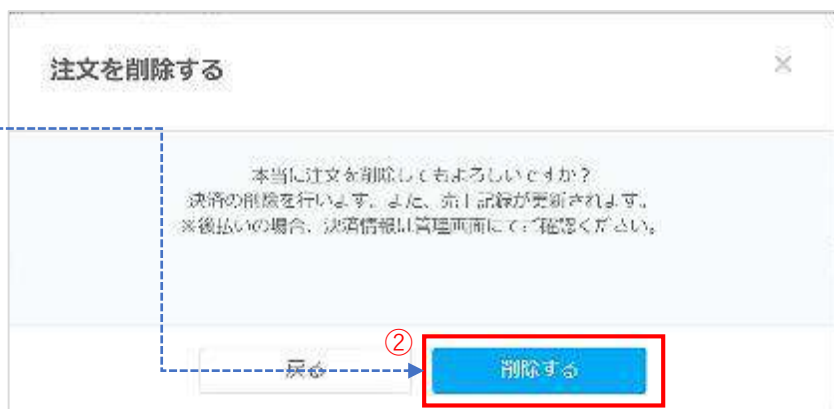 注文を削除する
×
本当に注文を削除してもよろしいですか？
決済の削除を行います。また、売上記録が更新されます。
※後払いの場合、決済情報は管理画面にてご確認ください。
②
戻る
削除する